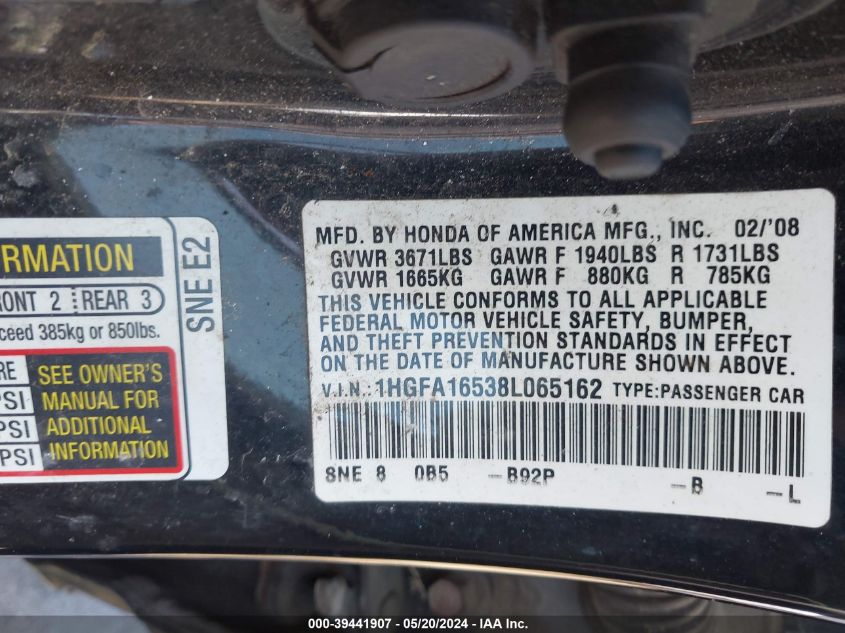 RMATION
RONT 2 REAR 3
ceed 385kg or 850lbs.
RE
PSI
PSI
PSI
SEE OWNER'S
MANUAL FOR
ADDITIONAL
INFORMATION
SNE E2
MFD. BY HONDA OF AMERICA MFG., INC. 02/'08
GVWR 3671LBS GAWR F 1940LBS R 1731LBS
GVWR 1665KG GAWR F 880KG R 785KG
THIS VEHICLE CONFORMS TO ALL APPLICABLE
FEDERAL MOTOR VEHICLE SAFETY, BUMPER,
AND THEFT PREVENTION STANDARDS IN EFFECT
ON THE DATE OF MANUFACTURE SHOWN ABOVE.
V.I.N.: 1HGFA16538L065162 TYPE:PASSENGER CAR
SNE 8 0B5 -B92P -B -L
000-39441907 - 05/20/2024 - IAA Inc.